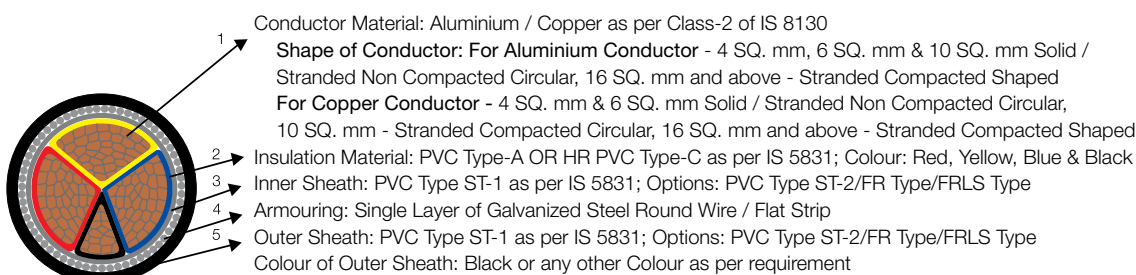 Conductor Material: Aluminium / Copper as per Class-2 of IS 8130
1
Shape of Conductor: For Aluminium Conductor - 4 SQ. mm, 6 SQ. mm & 10 SQ. mm Solid /
Stranded Non Compacted Circular, 16 SQ. mm and above - Stranded Compacted Shaped
For Copper Conductor - 4 SQ. mm & 6 SQ. mm Solid / Stranded Non Compacted Circular,
10 SQ. mm - Stranded Compacted Circular, 16 SQ. mm and above - Stranded Compacted Shaped
2 Insulation Material: PVC Type-A OR HR PVC Type-C as per IS 5831; Colour: Red, Yellow, Blue & Black
3 Inner Sheath: PVC Type ST-1 as per IS 5831; Options: PVC Type ST-2/FR Type/FRLS Type
4 Armouring: Single Layer of Galvanized Steel Round Wire / Flat Strip
5 Outer Sheath: PVC Type ST-1 as per IS 5831; Options: PVC Type ST-2/FR Type/FRLS Type
Colour of Outer Sheath: Black or any other Colour as per requirement